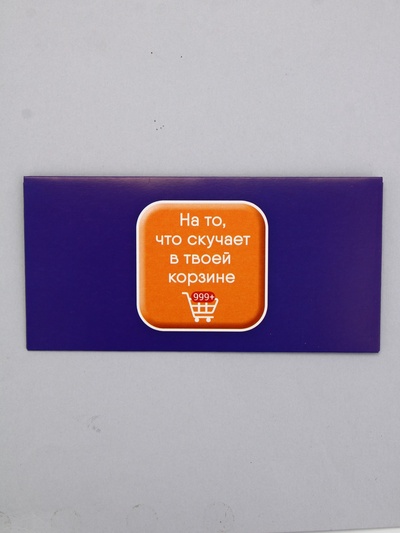 На то,
что скучает
в твоей
корзине
999+